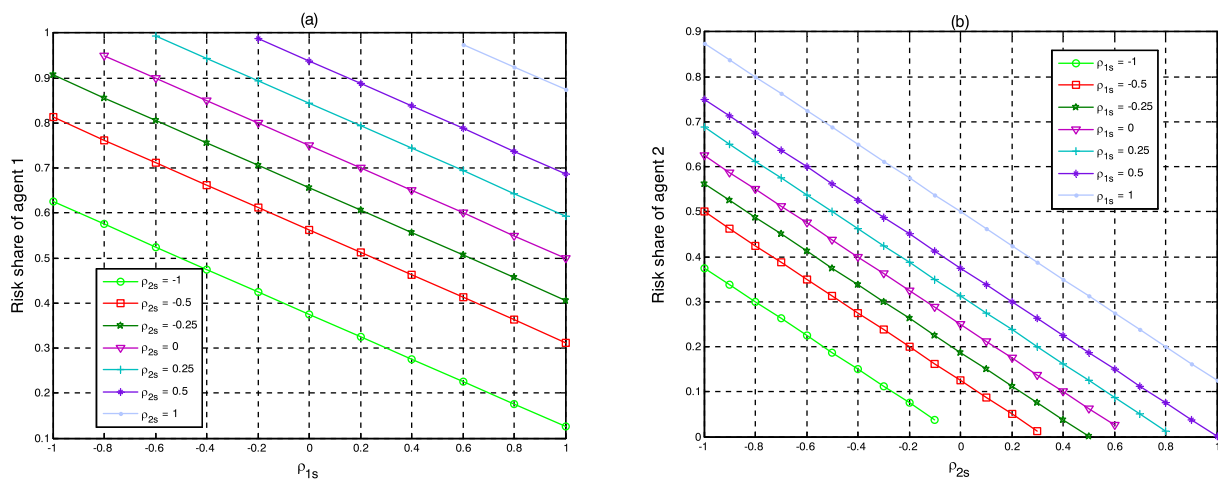 (a)
Risk share of agent 1
1
0.9
0.8
0.7
0.6
0.5
0.4
0.3
0.2
0.1
ρ2s = -1
ρ2s = -0.5
ρ2s = -0.25
ρ2s = 0
ρ2s = 0.25
ρ2s = 0.5
ρ2s = 1
-1 -0.8 -0.6 -0.4 -0.2 0 0.2 0.4 0.6 0.8 1
ρ1s
(b)
Risk share of agent 2
0.9
0.8
0.7
0.6
0.5
0.4
0.3
0.2
0.1
0
ρ1s = -1
ρ1s = -0.5
ρ1s = -0.25
ρ1s = 0
ρ1s = 0.25
ρ1s = 0.5
ρ1s = 1
-1 -0.8 -0.6 -0.4 -0.2 0 0.2 0.4 0.6 0.8 1
ρ2s